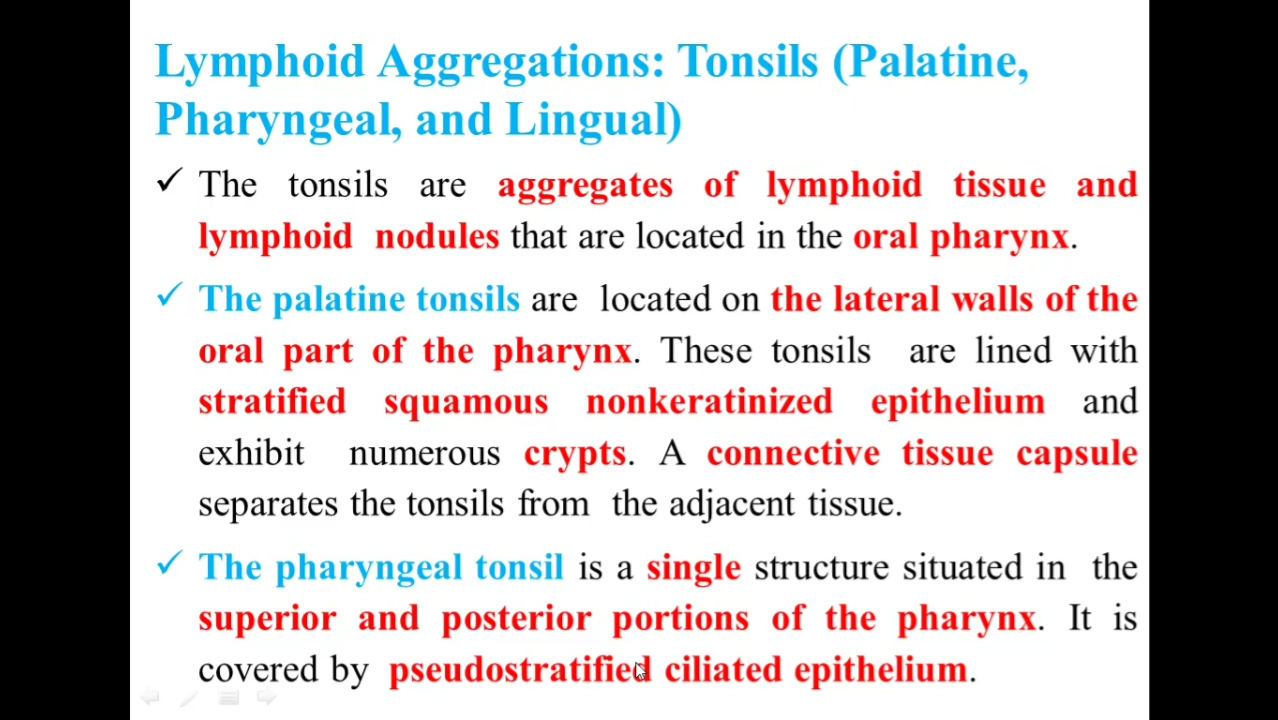 Lymphoid Aggregations: Tonsils (Palatine,
Pharyngeal, and Lingual)
✓ The tonsils are aggregates of lymphoid tissue and
lymphoid nodules that are located in the oral pharynx.
✓ The palatine tonsils are located on the lateral walls of the
oral part of the pharynx. These tonsils are lined with
stratified squamous nonkeratinized epithelium and
exhibit numerous crypts. A connective tissue capsule
separates the tonsils from the adjacent tissue.
✓ The pharyngeal tonsil is a single structure situated in the
superior and posterior portions of the pharynx. It is
covered by pseudostratified ciliated epithelium.